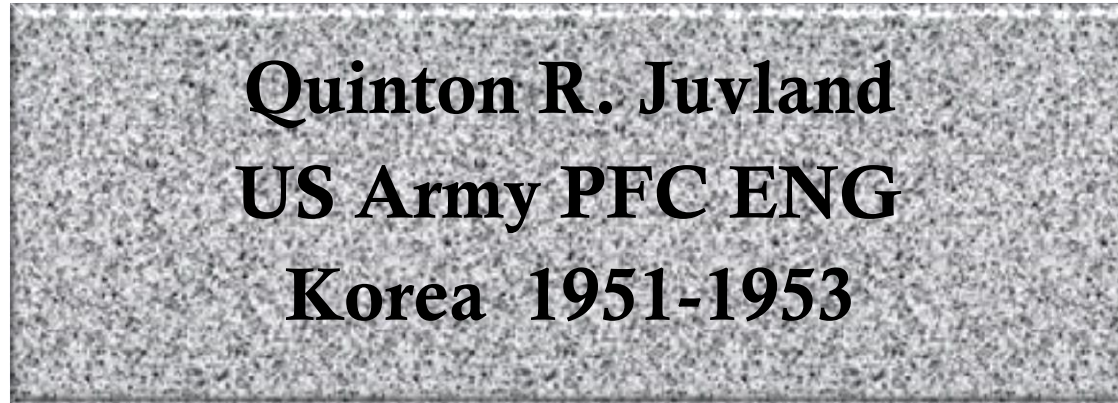 Quinton R. Juvland
US Army PFC ENG
Korea  1951-1953